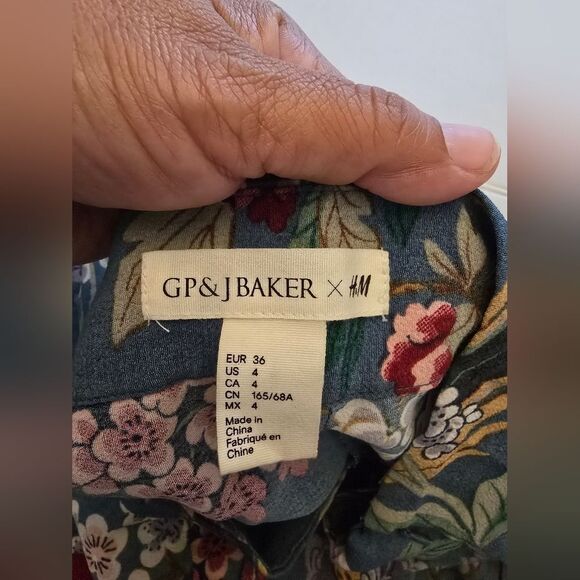 GP&J BAKER × H&M
EUR 36
US 4
CA 4
CN 165/68A
MX 4
Made in
China
Fabriqué en
Chine